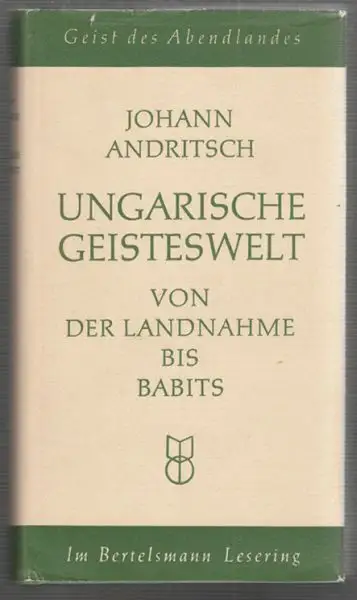 Geist des Abendlandes
JOHANN
ANDRITSCH
UNGARISCHE
GEISTESWELT
VON
DER LANDNAHME
BIS
BABITS
Im Bertelsmann Lesering